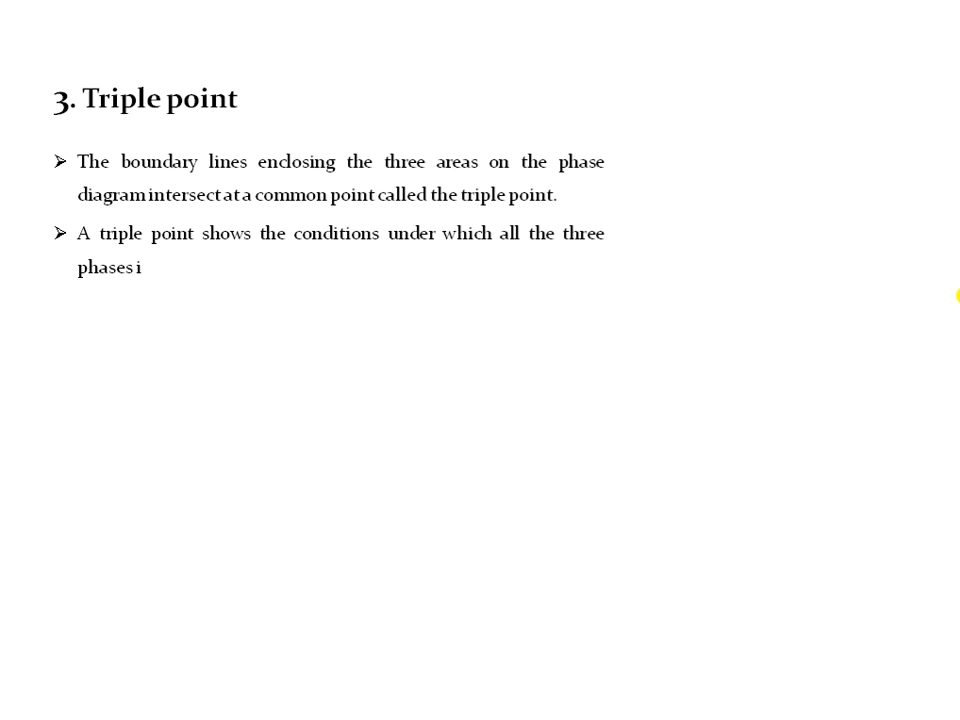 3. Triple point
➢ The boundary lines enclosing the three areas on the phase
diagram intersect at a common point called the triple point.
➢ A triple point shows the conditions under which all the three
phases i